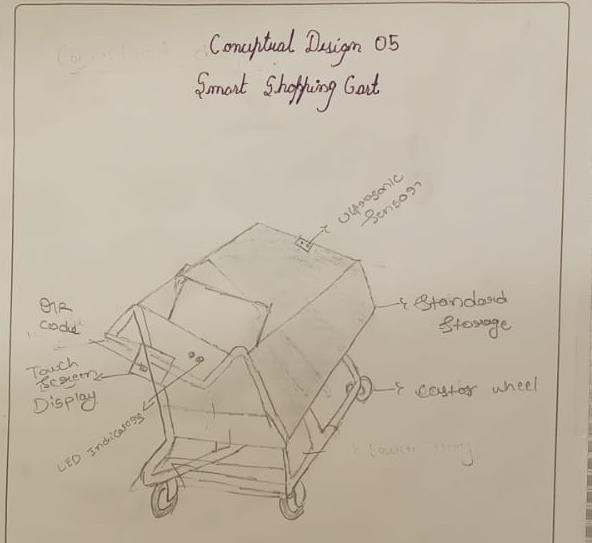 Conceptual Design 05
Smart Shopping Cart
Ultrasonic
Sensor
QR
Code
Standard
Storage
Touch
Screen
Display
Castor wheel
LED Indicators